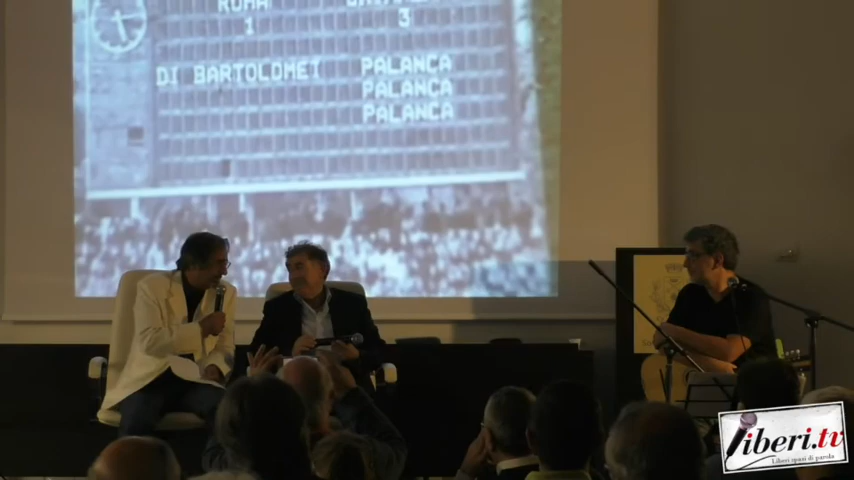 ROMA
1 3
DI BARTOLOMEI PALANCA
PALANCA
PALANCA
liberi.tv
Liberi spazi di parola